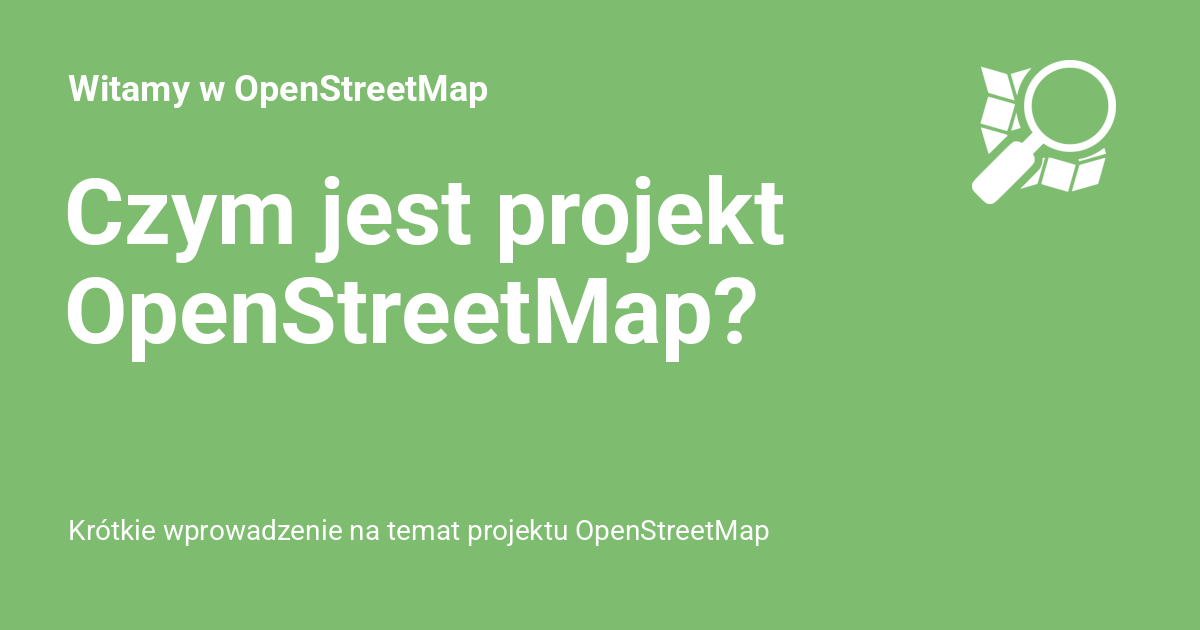 Witamy w OpenStreetMap
Czym jest projekt
OpenStreetMap?
Krótkie wprowadzenie na temat projektu OpenStreetMap